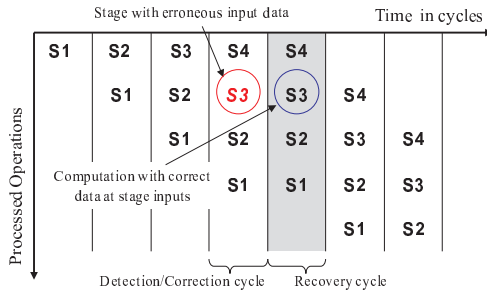 Stage with erroneous input data
Time in cycles
S1 S2 S3 S4 S4
S1 S2 S3 S3 S4
S1 S2 S2 S3 S4
Computation with correct
data at stage inputs
S1 S1 S2 S3
S1 S2
Processed Operations
Detection/Correction cycle
Recovery cycle